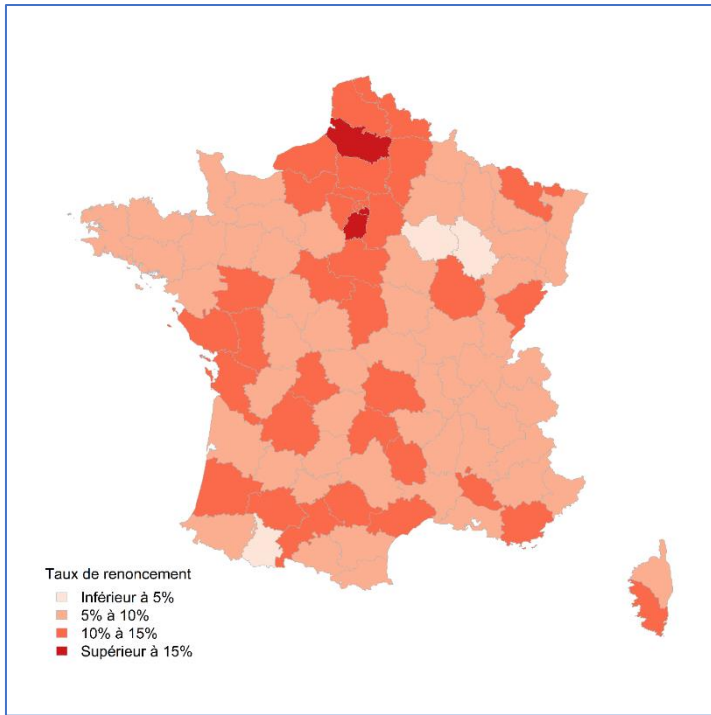 Taux de renoncement
Inférieur à 5%
5% à 10%
10% à 15%
Supérieur à 15%